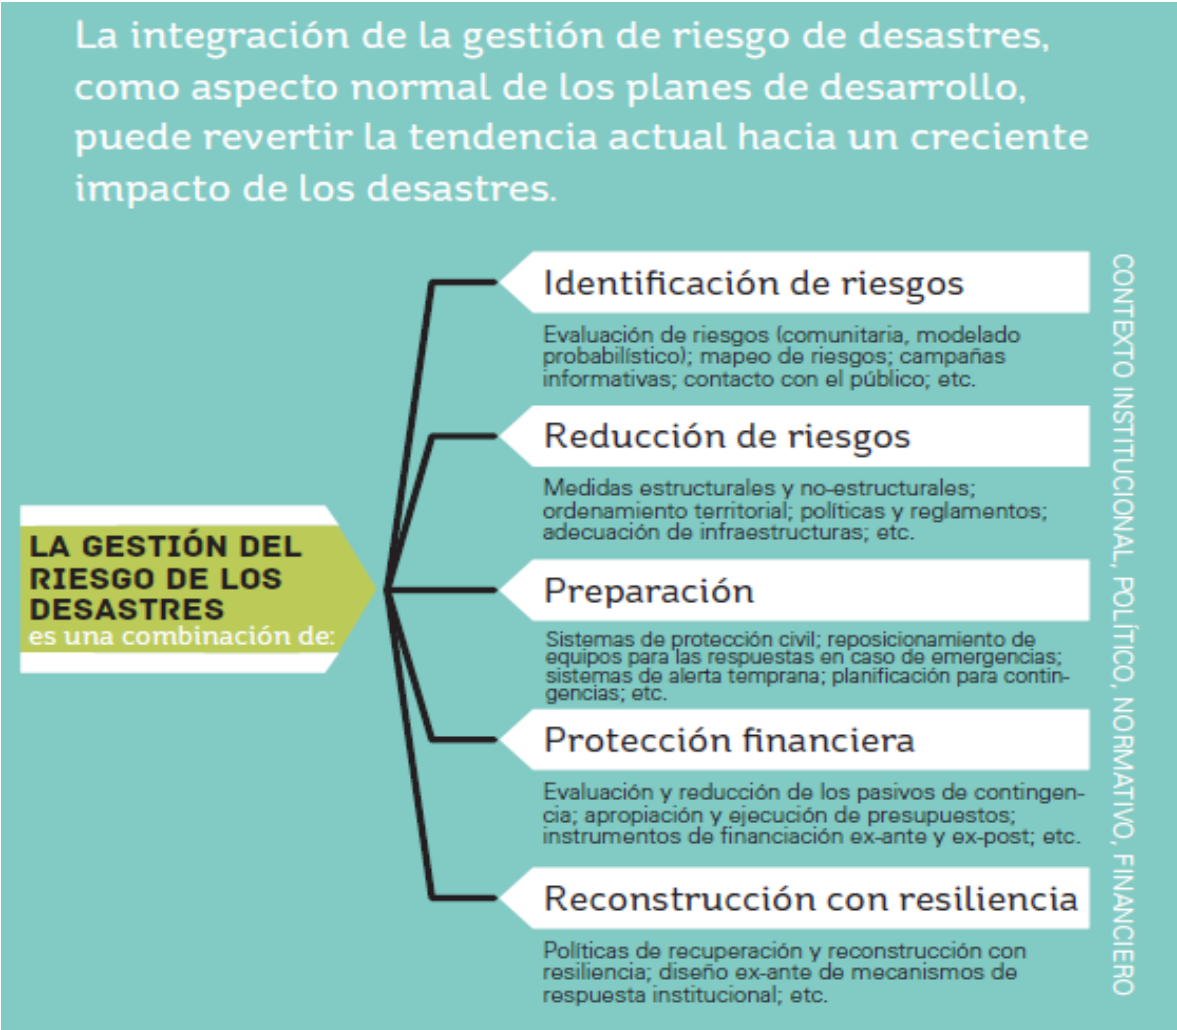 La integración de la gestión de riesgo de desastres,
como aspecto normal de los planes de desarrollo,
puede revertir la tendencia actual hacia un creciente
impacto de los desastres.
LA GESTIÓN DEL
RIESGO DE LOS
DESASTRES
es una combinación de:
Identificación de riesgos
Evaluación de riesgos (comunitaria, modelado
probabilístico); mapeo de riesgos; campañas
informativas; contacto con el público; etc.
Reducción de riesgos
Medidas estructurales y no-estructurales;
ordenamiento territorial; políticas y reglamentos;
adecuación de infraestructuras; etc.
Preparación
Sistemas de protección civil; reposicionamiento de
equipos para las respuestas en caso de emergencias;
sistemas de alerta temprana; planificación para contin-
gencias; etc.
Protección financiera
Evaluación y reducción de los pasivos de contingen-
cia; apropiación y ejecución de presupuestos;
instrumentos de financiación ex-ante y ex-post; etc.
Reconstrucción con resiliencia
Políticas de recuperación y reconstrucción con
resiliencia; diseño ex-ante de mecanismos de
respuesta institucional; etc.
CONTEXTO INSTITUCIONAL, POLÍTICO, NORMATIVO, FINANCIERO